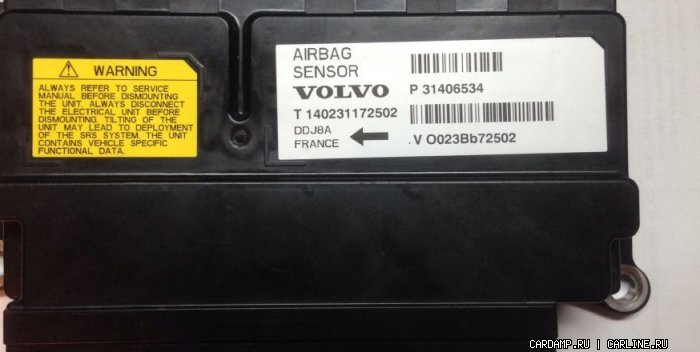 WARNING
ALWAYS REFER TO SERVICE
MANUAL BEFORE DISMOUNTING
THE UNIT. ALWAYS DISCONNECT
THE ELECTRICAL UNIT BEFORE
DISMOUNTING. TILTING OF THE
UNIT MAY LEAD TO DEPLOYMENT
OF THE SRS SYSTEM. THE UNIT
CONTAINS VEHICLE SPECIFIC
FUNCTIONAL DATA.
AIRBAG
SENSOR
VOLVO P 31406534
T 140231172502
DDJ8A
FRANCE V O023Bb72502
CARDAMP.RU | CARLINE.RU